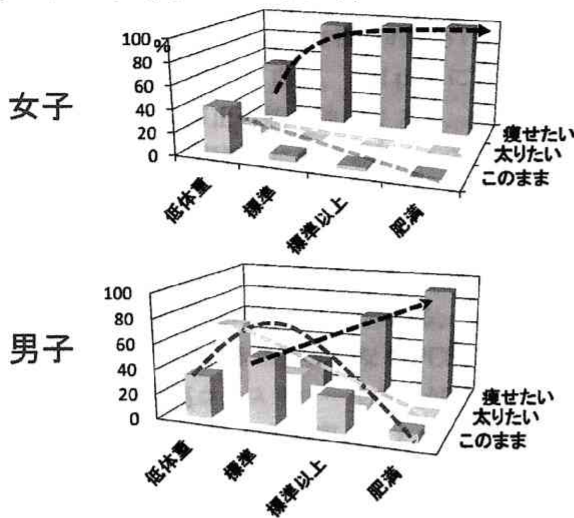 100
%
80
60
40
20
0
女子
痩せたい
太りたい
このまま
低体重
標準
標準以上
肥満
100
80
60
40
20
0
男子
痩せたい
太りたい
このまま
低体重
標準
標準以上
肥満